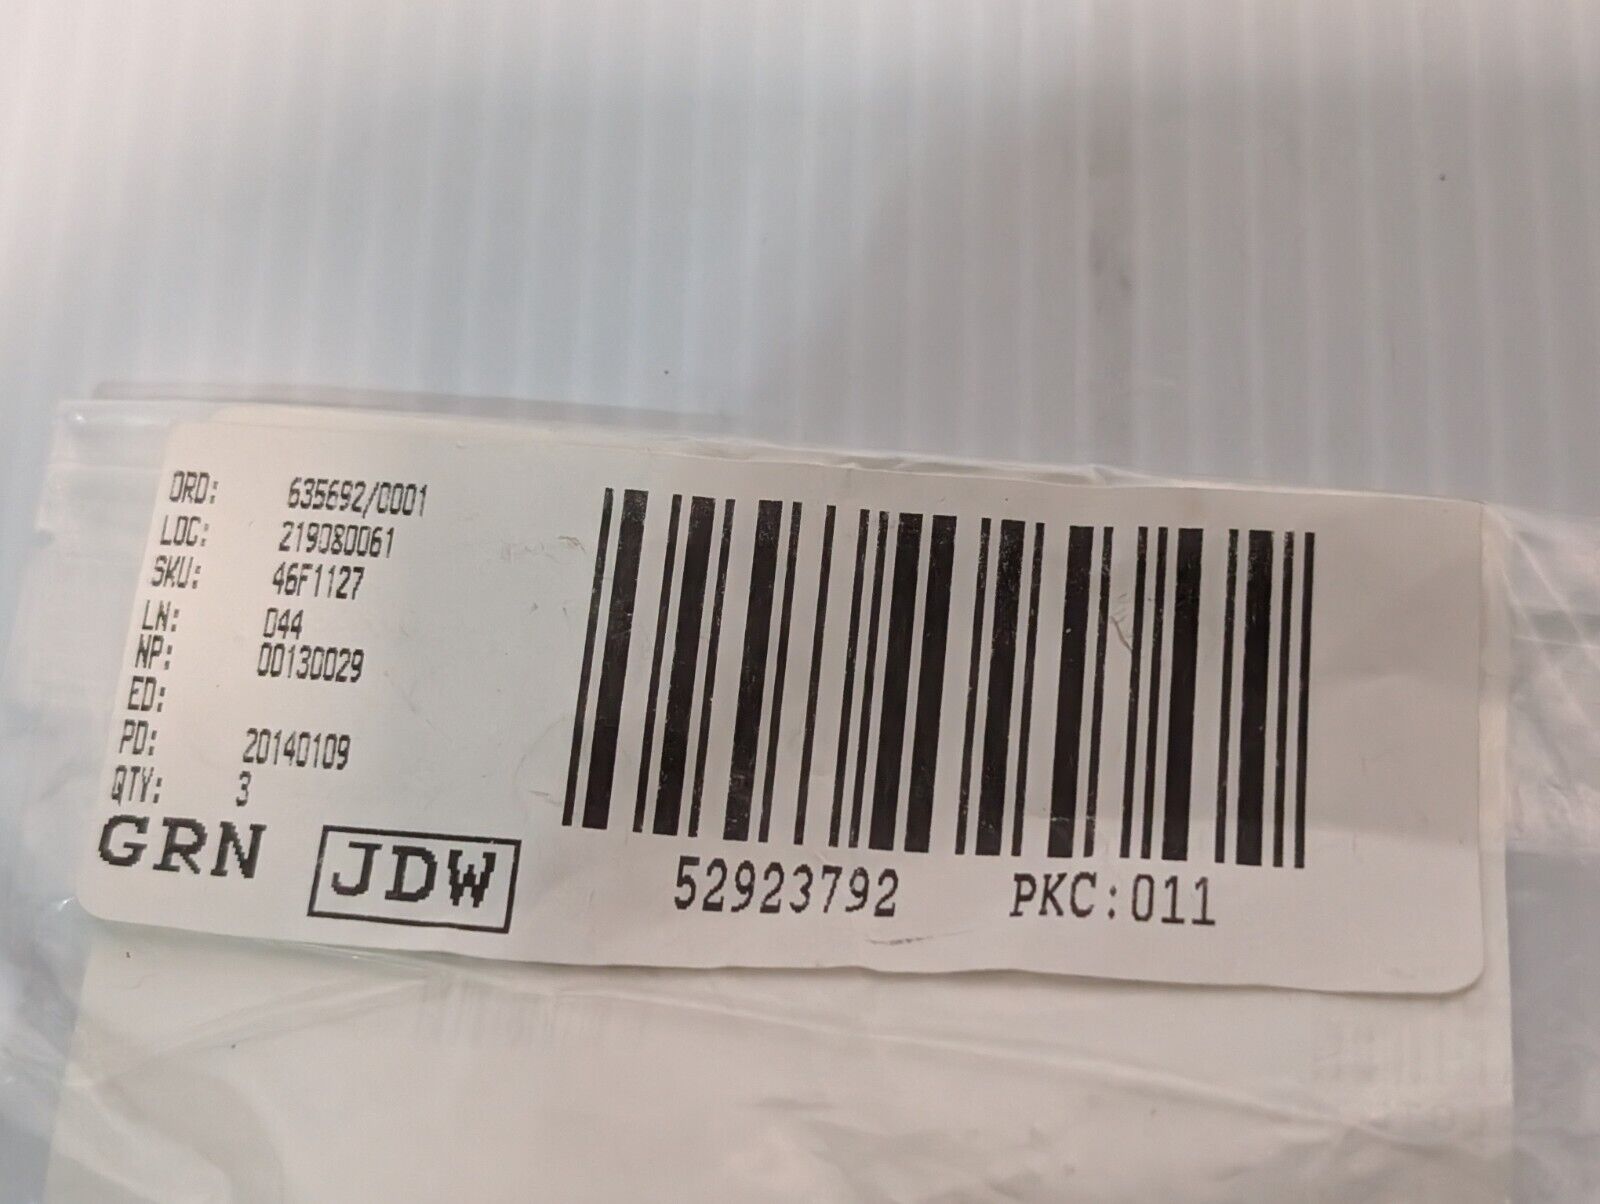 ORD: 635692/0001
LOC: 219080061
SKU: 46F1127
LN: 044
NP: 00130029
ED:
PD: 20140109
QTY: 3
GRN JDW
52923792 PKC:011